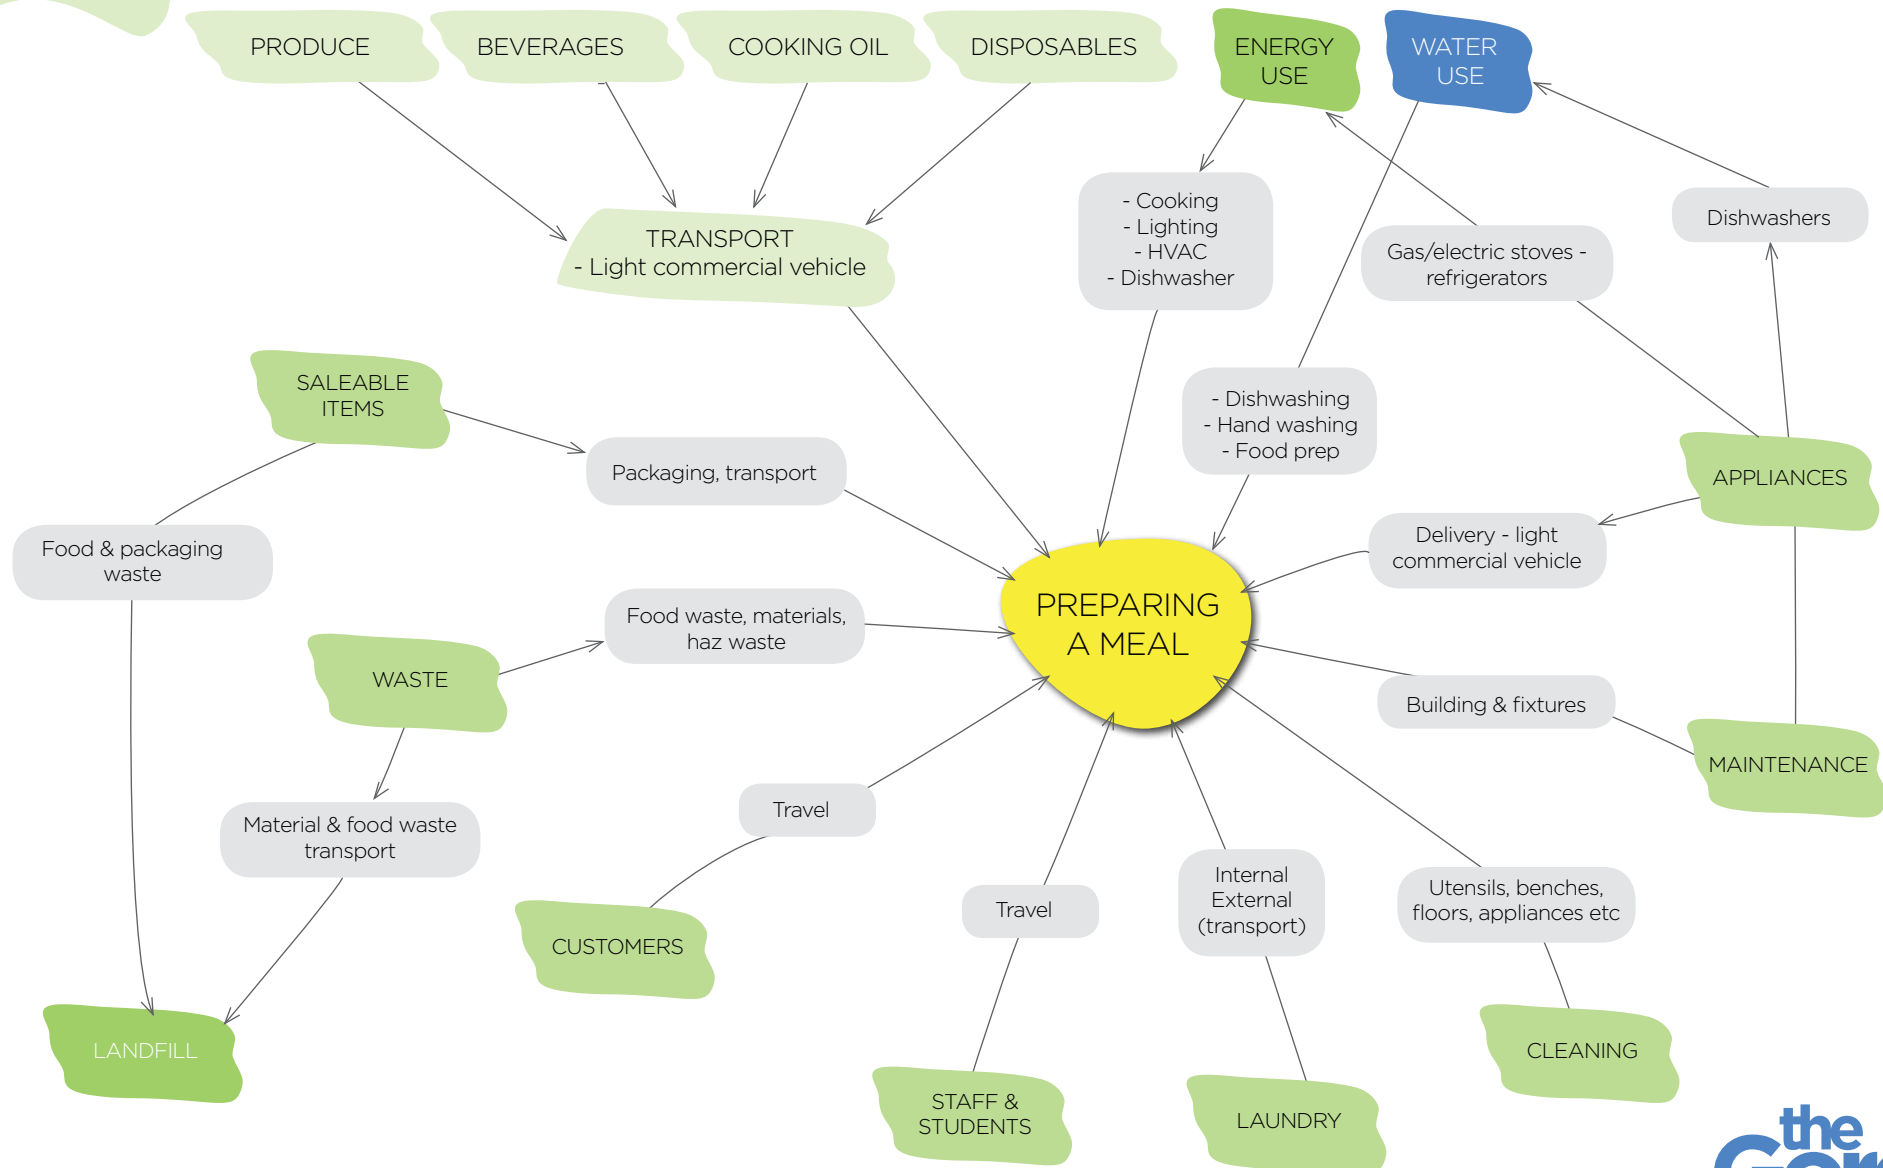 PRODUCE
BEVERAGES
COOKING OIL
DISPOSABLES
ENERGY
USE
WATER
USE
TRANSPORT
- Light commercial vehicle
- Cooking
- Lighting
- HVAC
- Dishwasher
Gas/electric stoves -
refrigerators
Dishwashers
SALEABLE
ITEMS
Packaging, transport
- Dishwashing
- Hand washing
- Food prep
APPLIANCES
Food & packaging
waste
Delivery - light
commercial vehicle
PREPARING
A MEAL
Food waste, materials,
haz waste
WASTE
Building & fixtures
MAINTENANCE
Travel
Material & food waste
transport
CUSTOMERS
Travel
Internal
External
(transport)
Utensils, benches,
floors, appliances etc
LANDFILL
CLEANING
STAFF &
STUDENTS
LAUNDRY
the